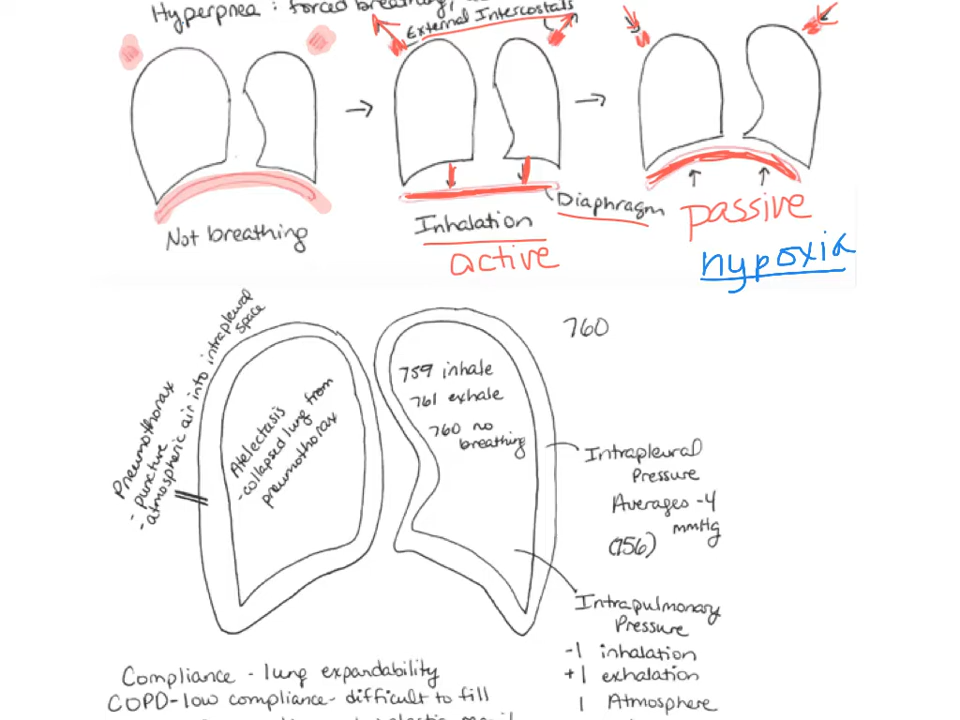 Hyperpnea: forced breathing,
External Intercostals
Diaphragm
Not breathing
Inhalation
active
passive
hypoxia
Pneumothorax
- puncture
- atmospheric air into intrapleural
space
Atelectasis
- collapsed lung from
pneumothorax
759 inhale
761 exhale
760 no
breathing
760
Intrapleural
Pressure
Averages -4
mmHg
(756)
Intrapulmonary
Pressure
-1 inhalation
+1 exhalation
1 Atmosphere
Compliance - lung expandability
COPD - low compliance - difficult to fill